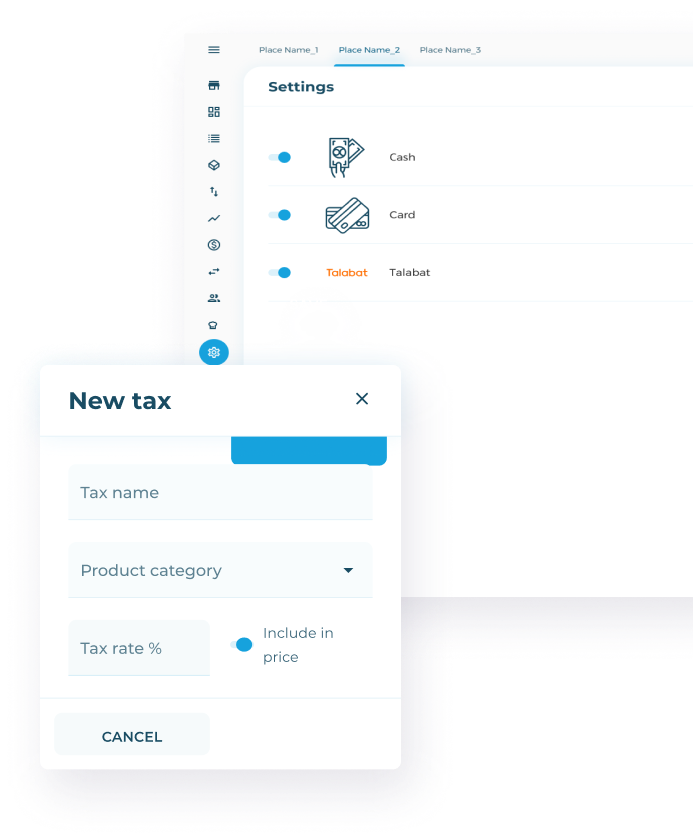 Place Name_1 Place Name_2 Place Name_3
Settings
Cash
Card
Talabat Talabat
New tax
Tax name
Product category
Tax rate %
Include in
price
CANCEL